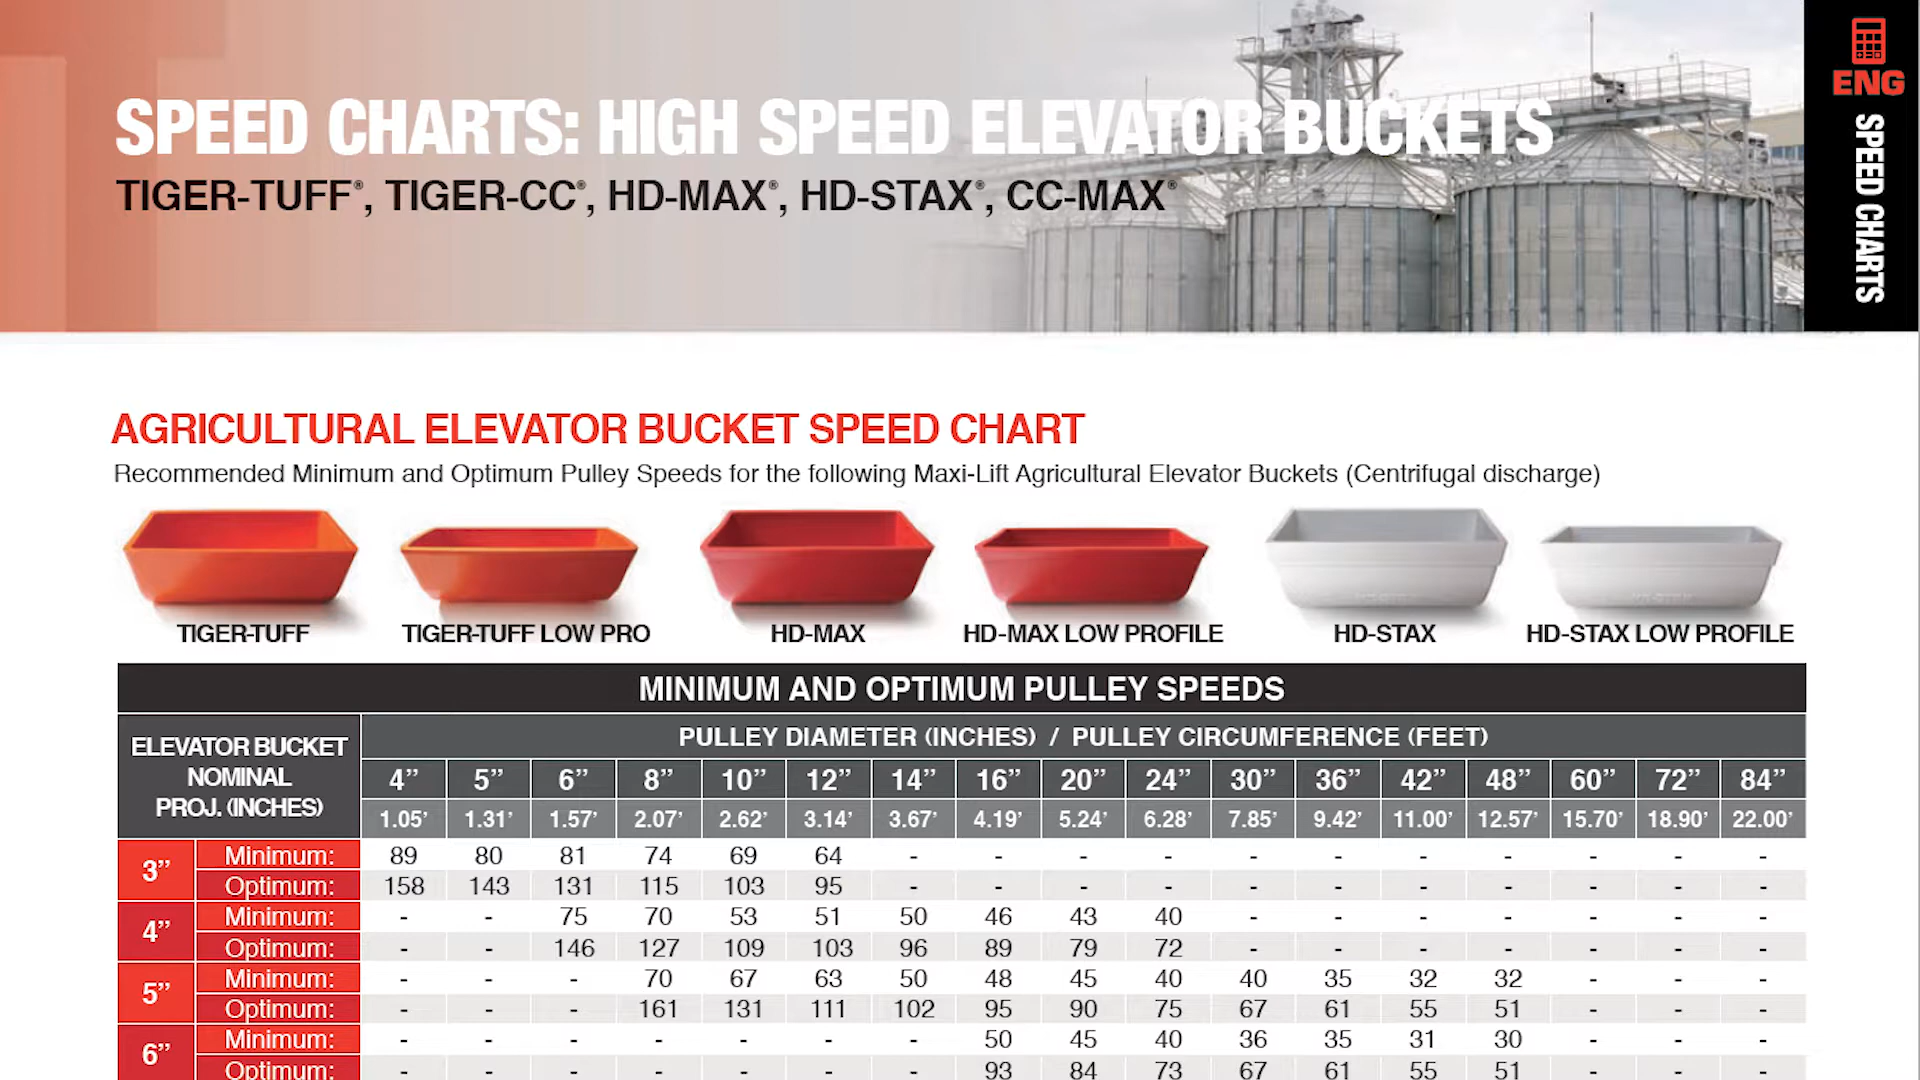 SPEED CHARTS: HIGH SPEED ELEVATOR BUCKETS
TIGER-TUFF®, TIGER-CC®, HD-MAX®, HD-STAX®, CC-MAX®
ENG
SPEED CHARTS
AGRICULTURAL ELEVATOR BUCKET SPEED CHART
Recommended Minimum and Optimum Pulley Speeds for the following Maxi-Lift Agricultural Elevator Buckets (Centrifugal discharge)
TIGER-TUFF TIGER-TUFF LOW PRO HD-MAX HD-MAX LOW PROFILE HD-STAX HD-STAX LOW PROFILE
MINIMUM AND OPTIMUM PULLEY SPEEDS
ELEVATOR BUCKET
NOMINAL
PROJ. (INCHES)
PULLEY DIAMETER (INCHES) / PULLEY CIRCUMFERENCE (FEET)
4” 5” 6” 8” 10” 12” 14” 16” 20” 24” 30” 36” 42” 48” 60” 72” 84”
1.05’ 1.31’ 1.57’ 2.07’ 2.62’ 3.14’ 3.67’ 4.19’ 5.24’ 6.28’ 7.85’ 9.42’ 11.00’ 12.57’ 15.70’ 18.90’ 22.00’
3”
Minimum: 89 80 81 74 69 64 - - - - - - - - - - -
Optimum: 158 143 131 115 103 95 - - - - - - - - - - -
4”
Minimum: - - 75 70 53 51 50 46 43 40 - - - - - - -
Optimum: - - 146 127 109 103 96 89 79 72 - - - - - - -
5”
Minimum: - - - 70 67 63 50 48 45 40 40 35 32 32 - - -
Optimum: - - - 161 131 111 102 95 90 75 67 61 55 51 - - -
6”
Minimum: - - - - - - - 50 45 40 36 35 31 30 - - -
Optimum: - - - - - - - 93 84 73 67 61 55 51 - - -